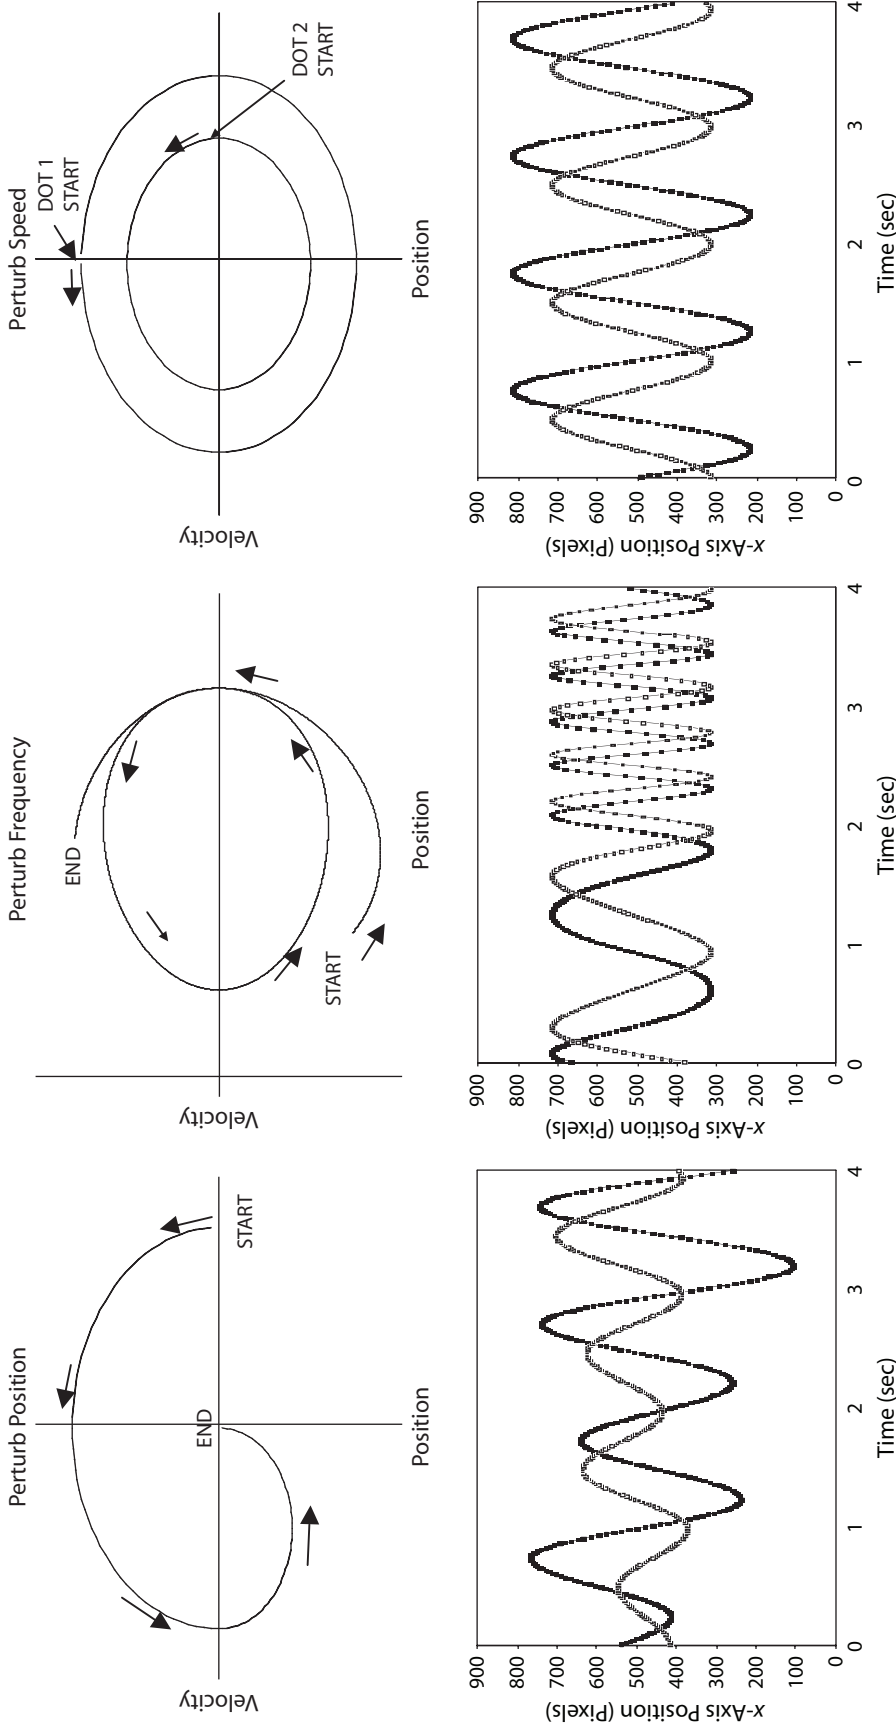 Perturb Position
Velocity
START
END
Position
Perturb Frequency
Velocity
END
START
Position
Perturb Speed
Velocity
DOT 1
START
DOT 2
START
Position
x-Axis Position (Pixels)
900
800
700
600
500
400
300
200
100
0
0 1 2 3 4
Time (sec)
x-Axis Position (Pixels)
900
800
700
600
500
400
300
200
100
0
0 1 2 3 4
Time (sec)
x-Axis Position (Pixels)
900
800
700
600
500
400
300
200
100
0
0 1 2 3 4
Time (sec)